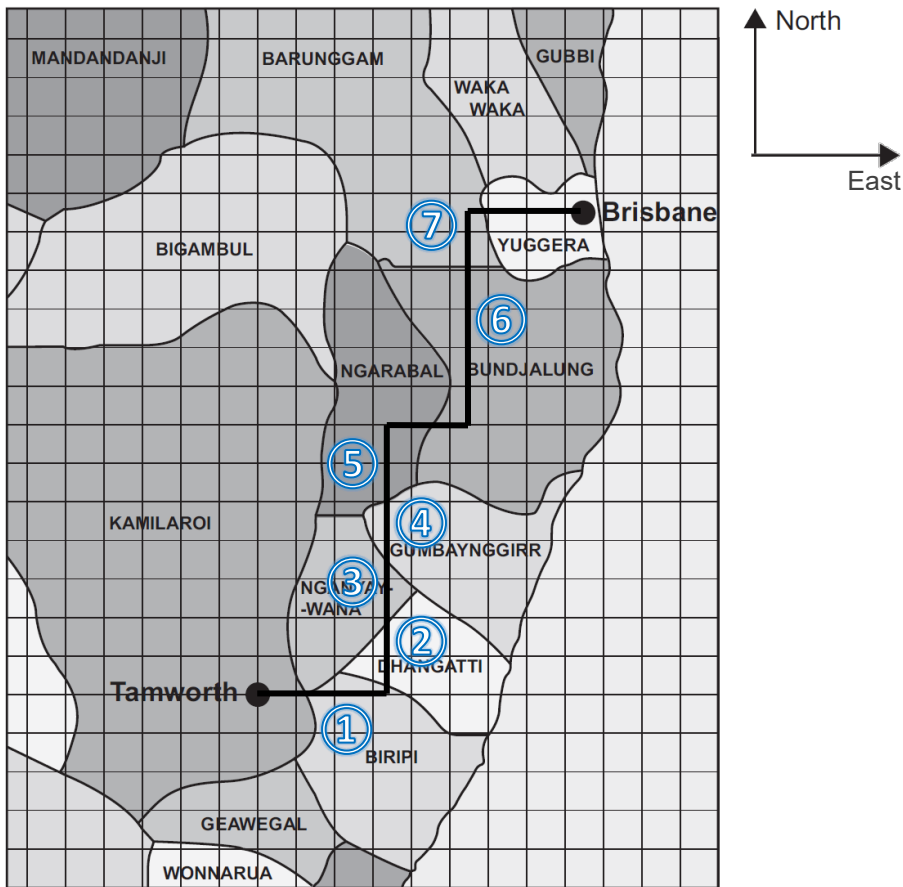 North
East
MANDANDANJI
BARUNGGAM
GUBBI
WAKA
WAKA
Brisbane
⑦
YUGGERA
BIGAMBUL
⑥
NGARABAL
BUNDJALUNG
⑤
KAMILAROI
④
GUMBAYNGGIRR
③
NGANYAY-
-WANA
②
DHANGATTI
Tamworth
①
BIRIPI
GEAWEGAL
WONNARUA